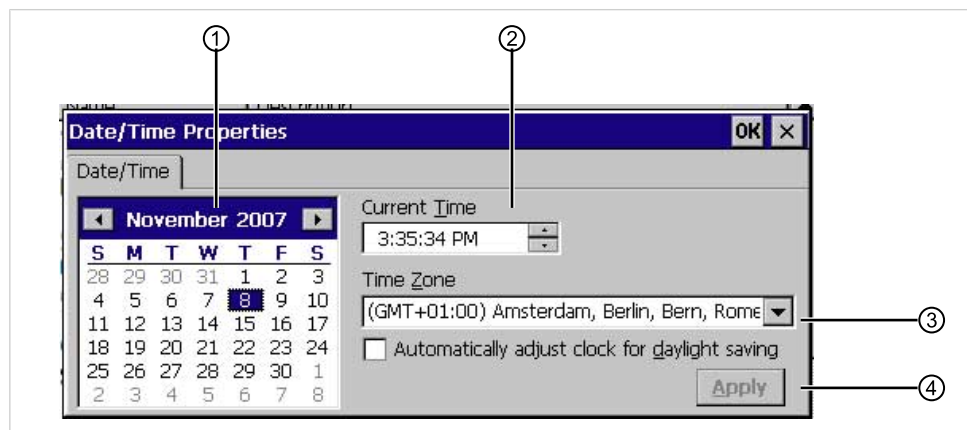 ① ②
Name Description
Date/Time Properties OK ×
Date/Time
November 2007
S M T W T F S
28 29 30 31 1 2 3
4 5 6 7 8 9 10
11 12 13 14 15 16 17
18 19 20 21 22 23 24
25 26 27 28 29 30 1
2 3 4 5 6 7 8
Current Time
3:35:34 PM
Time Zone
(GMT+01:00) Amsterdam, Berlin, Bern, Rome
③
Automatically adjust clock for daylight saving
Apply
④